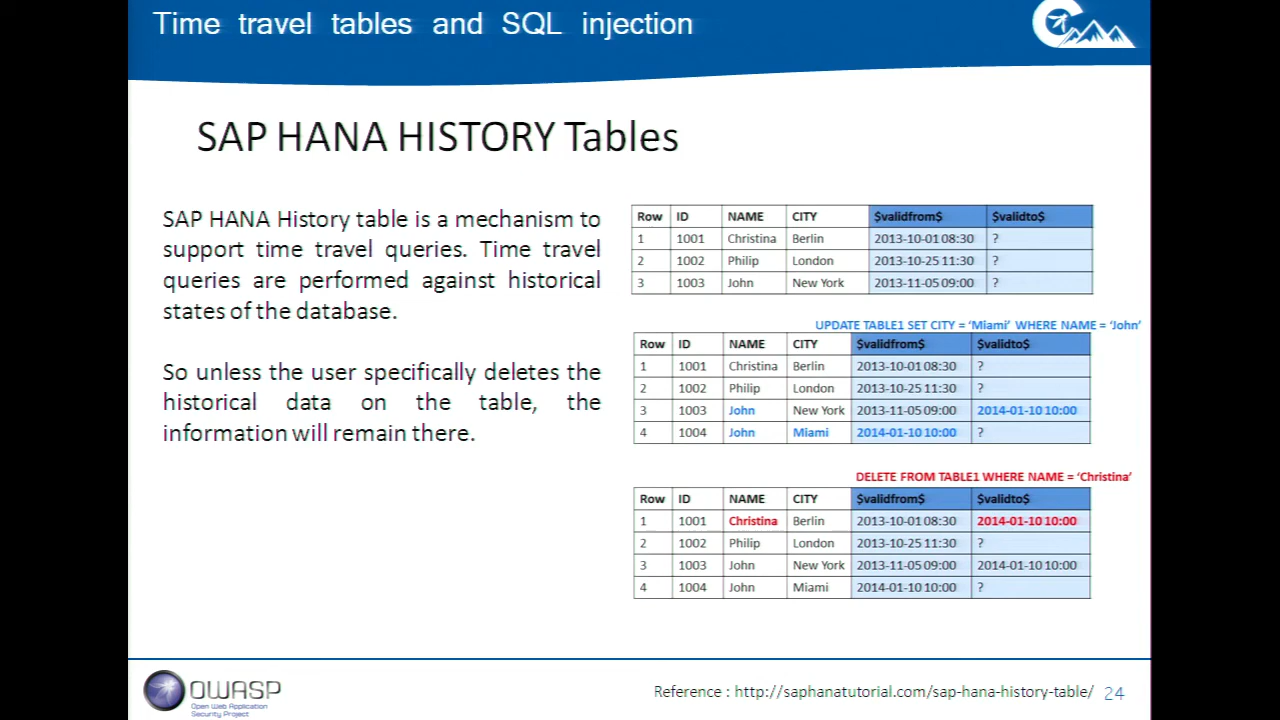 Time travel tables and SQL injection
SAP HANA HISTORY Tables
SAP HANA History table is a mechanism to
support time travel queries. Time travel
queries are performed against historical
states of the database.
So unless the user specifically deletes the
historical data on the table, the
information will remain there.
Row ID NAME CITY $validfrom$ $validto$
1 1001 Christina Berlin 2013-10-01 08:30 ?
2 1002 Philip London 2013-10-25 11:30 ?
3 1003 John New York 2013-11-05 09:00 ?
UPDATE TABLE1 SET CITY = ‘Miami’ WHERE NAME = ‘John’
Row ID NAME CITY $validfrom$ $validto$
1 1001 Christina Berlin 2013-10-01 08:30 ?
2 1002 Philip London 2013-10-25 11:30 ?
3 1003 John New York 2013-11-05 09:00 2014-01-10 10:00
4 1004 John Miami 2014-01-10 10:00 ?
DELETE FROM TABLE1 WHERE NAME = ‘Christina’
Row ID NAME CITY $validfrom$ $validto$
1 1001 Christina Berlin 2013-10-01 08:30 2014-01-10 10:00
2 1002 Philip London 2013-10-25 11:30 ?
3 1003 John New York 2013-11-05 09:00 2014-01-10 10:00
4 1004 John Miami 2014-01-10 10:00 ?
OWASP
Open Web Application
Security Project
Reference : http://saphanatutorial.com/sap-hana-history-table/ 24